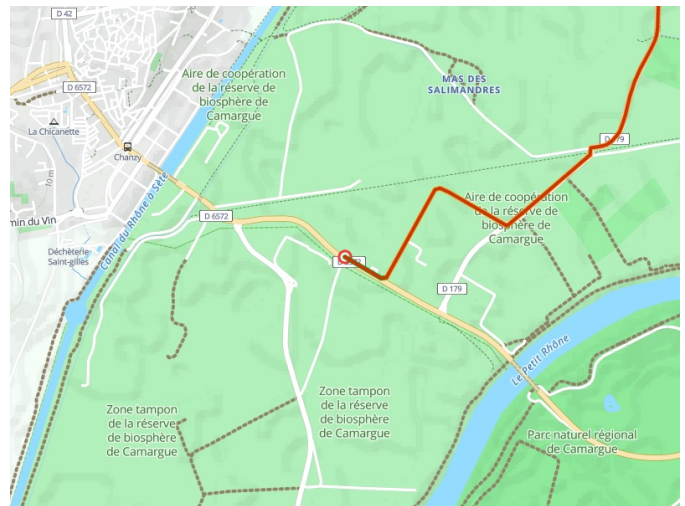 D 42
Aire de coopération
de la réserve de
biosphère de
Camargue
MAS DES
SALIMANDRES
D 6572
La Chicanette
Chanzy
10 m
Canal du Rhône à Sète
min du Vin
D 6572
Déchèterie
Saint-gilles
Aire de coopération
de la réserve de
biosphère de
Camargue
D 179
Le Petit Rhône
Zone tampon
de la réserve
de biosphère
de Camargue
Zone tampon
de la réserve
de biosphère
de Camargue
Parc naturel régional
de Camargue